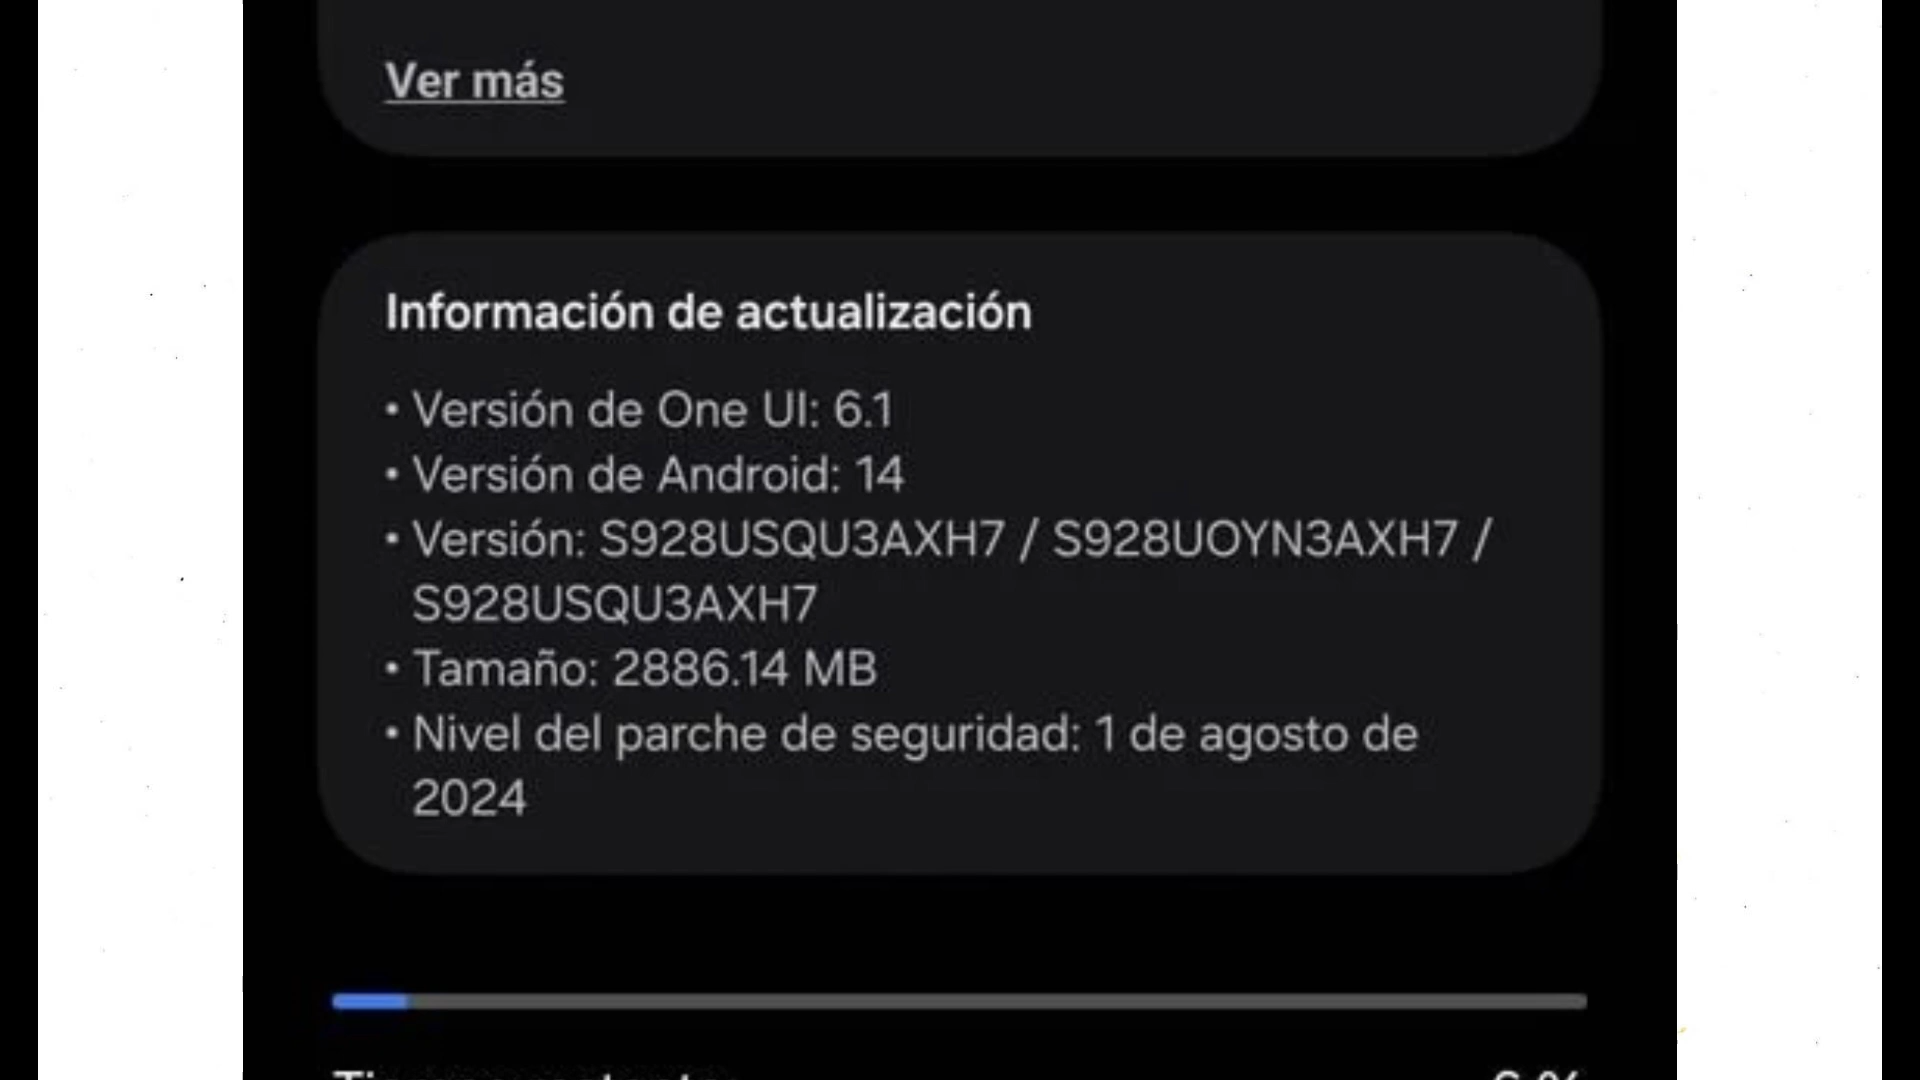 Ver más
Información de actualización
• Versión de One UI: 6.1
• Versión de Android: 14
• Versión: S928USQU3AXH7 / S928UOYN3AXH7 /
S928USQU3AXH7
• Tamaño: 2886.14 MB
• Nivel del parche de seguridad: 1 de agosto de
2024